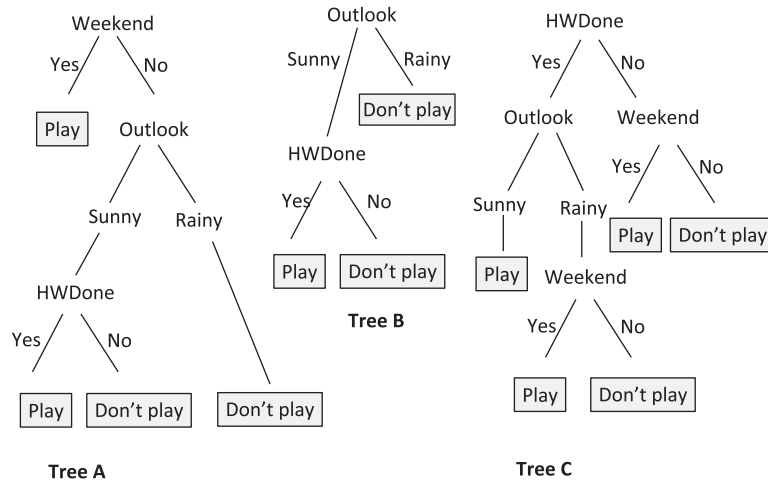 Weekend
Yes
No
Play
Outlook
Sunny
Rainy
HWDone
Yes
No
Play
Don't play
Don't play
Tree A
Outlook
Sunny
Rainy
Don't play
HWDone
Yes
No
Play
Don't play
Tree B
HWDone
Yes
No
Outlook
Weekend
Yes
No
Sunny
Rainy
Play
Don't play
Play
Weekend
Yes
No
Play
Don't play
Tree C